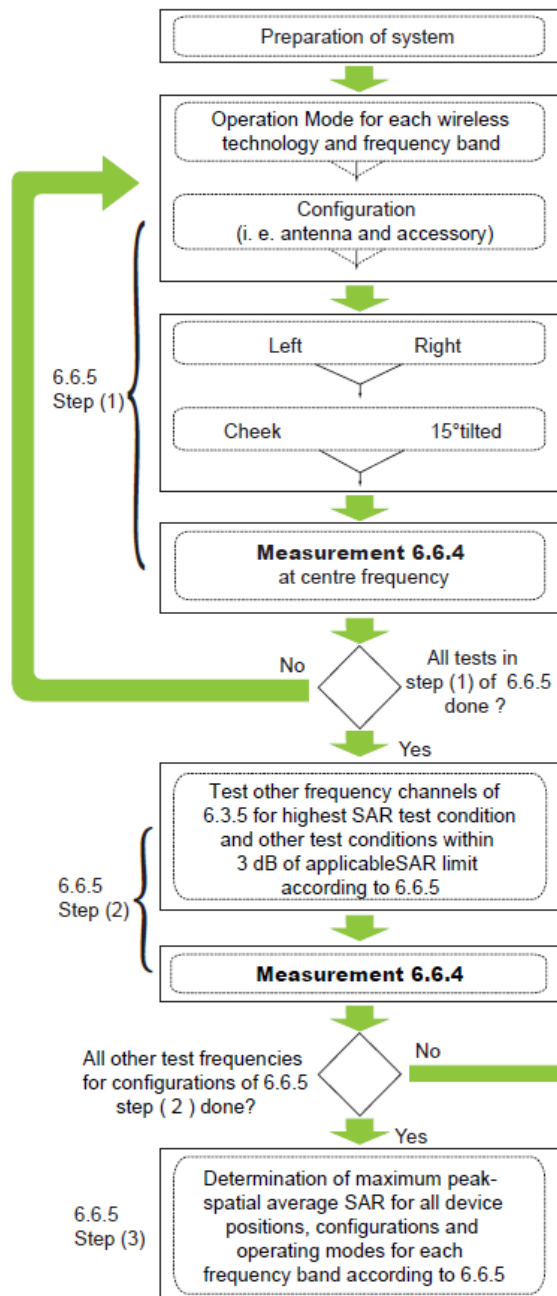 Preparation of system
Operation Mode for each wireless
technology and frequency band
Configuration
(i. e. antenna and accessory)
6.6.5
Step (1)
Left Right
Cheek 15°tilted
Measurement 6.6.4
at centre frequency
No
All tests in
step (1) of 6.6.5
done ?
Yes
Test other frequency channels of
6.3.5 for highest SAR test condition
and other test conditions within
3 dB of applicableSAR limit
according to 6.6.5
6.6.5
Step (2)
Measurement 6.6.4
All other test frequencies
for configurations of 6.6.5
step ( 2 ) done?
No
Yes
6.6.5
Step (3)
Determination of maximum peak-
spatial average SAR for all device
positions, configurations and
operating modes for each
frequency band according to 6.6.5